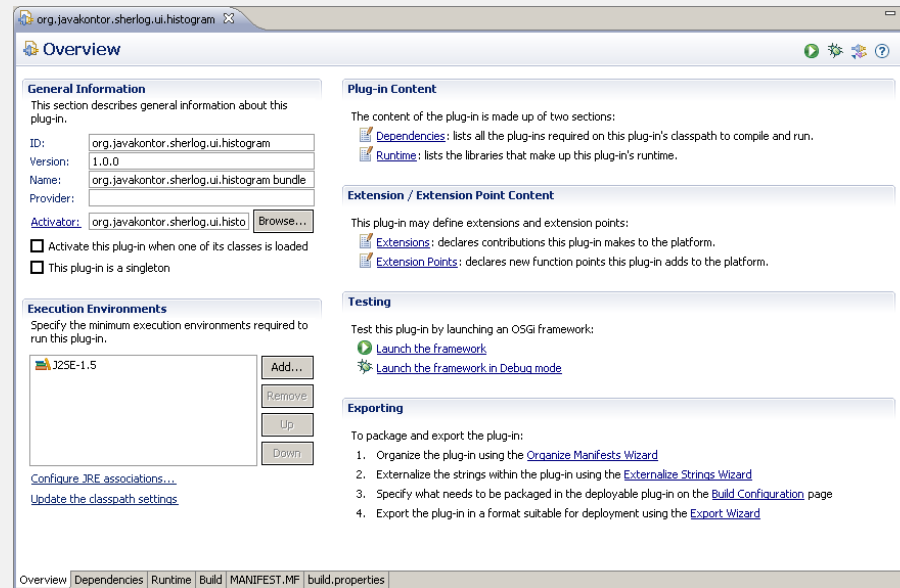 org.javakontor.sherlog.ui.histogram
Overview
General Information
This section describes general information about this
plug-in.
ID: org.javakontor.sherlog.ui.histogram
Version: 1.0.0
Name: org.javakontor.sherlog.ui.histogram bundle
Provider:
Activator: org.javakontor.sherlog.ui.histo Browse...
Activate this plug-in when one of its classes is loaded
This plug-in is a singleton
Execution Environments
Specify the minimum execution environments required to
run this plug-in.
J2SE-1.5
Add...
Remove
Up
Down
Configure JRE associations...
Update the classpath settings
Plug-in Content
The content of the plug-in is made up of two sections:
Dependencies: lists all the plug-ins required on this plug-in's classpath to compile and run.
Runtime: lists the libraries that make up this plug-in's runtime.
Extension / Extension Point Content
This plug-in may define extensions and extension points:
Extensions: declares contributions this plug-in makes to the platform.
Extension Points: declares new function points this plug-in adds to the platform.
Testing
Test this plug-in by launching an OSGi framework:
Launch the framework
Launch the framework in Debug mode
Exporting
To package and export the plug-in:
1. Organize the plug-in using the Organize Manifests Wizard
2. Externalize the strings within the plug-in using the Externalize Strings Wizard
3. Specify what needs to be packaged in the deployable plug-in on the Build Configuration page
4. Export the plug-in in a format suitable for deployment using the Export Wizard
Overview Dependencies Runtime Build MANIFEST.MF build.properties